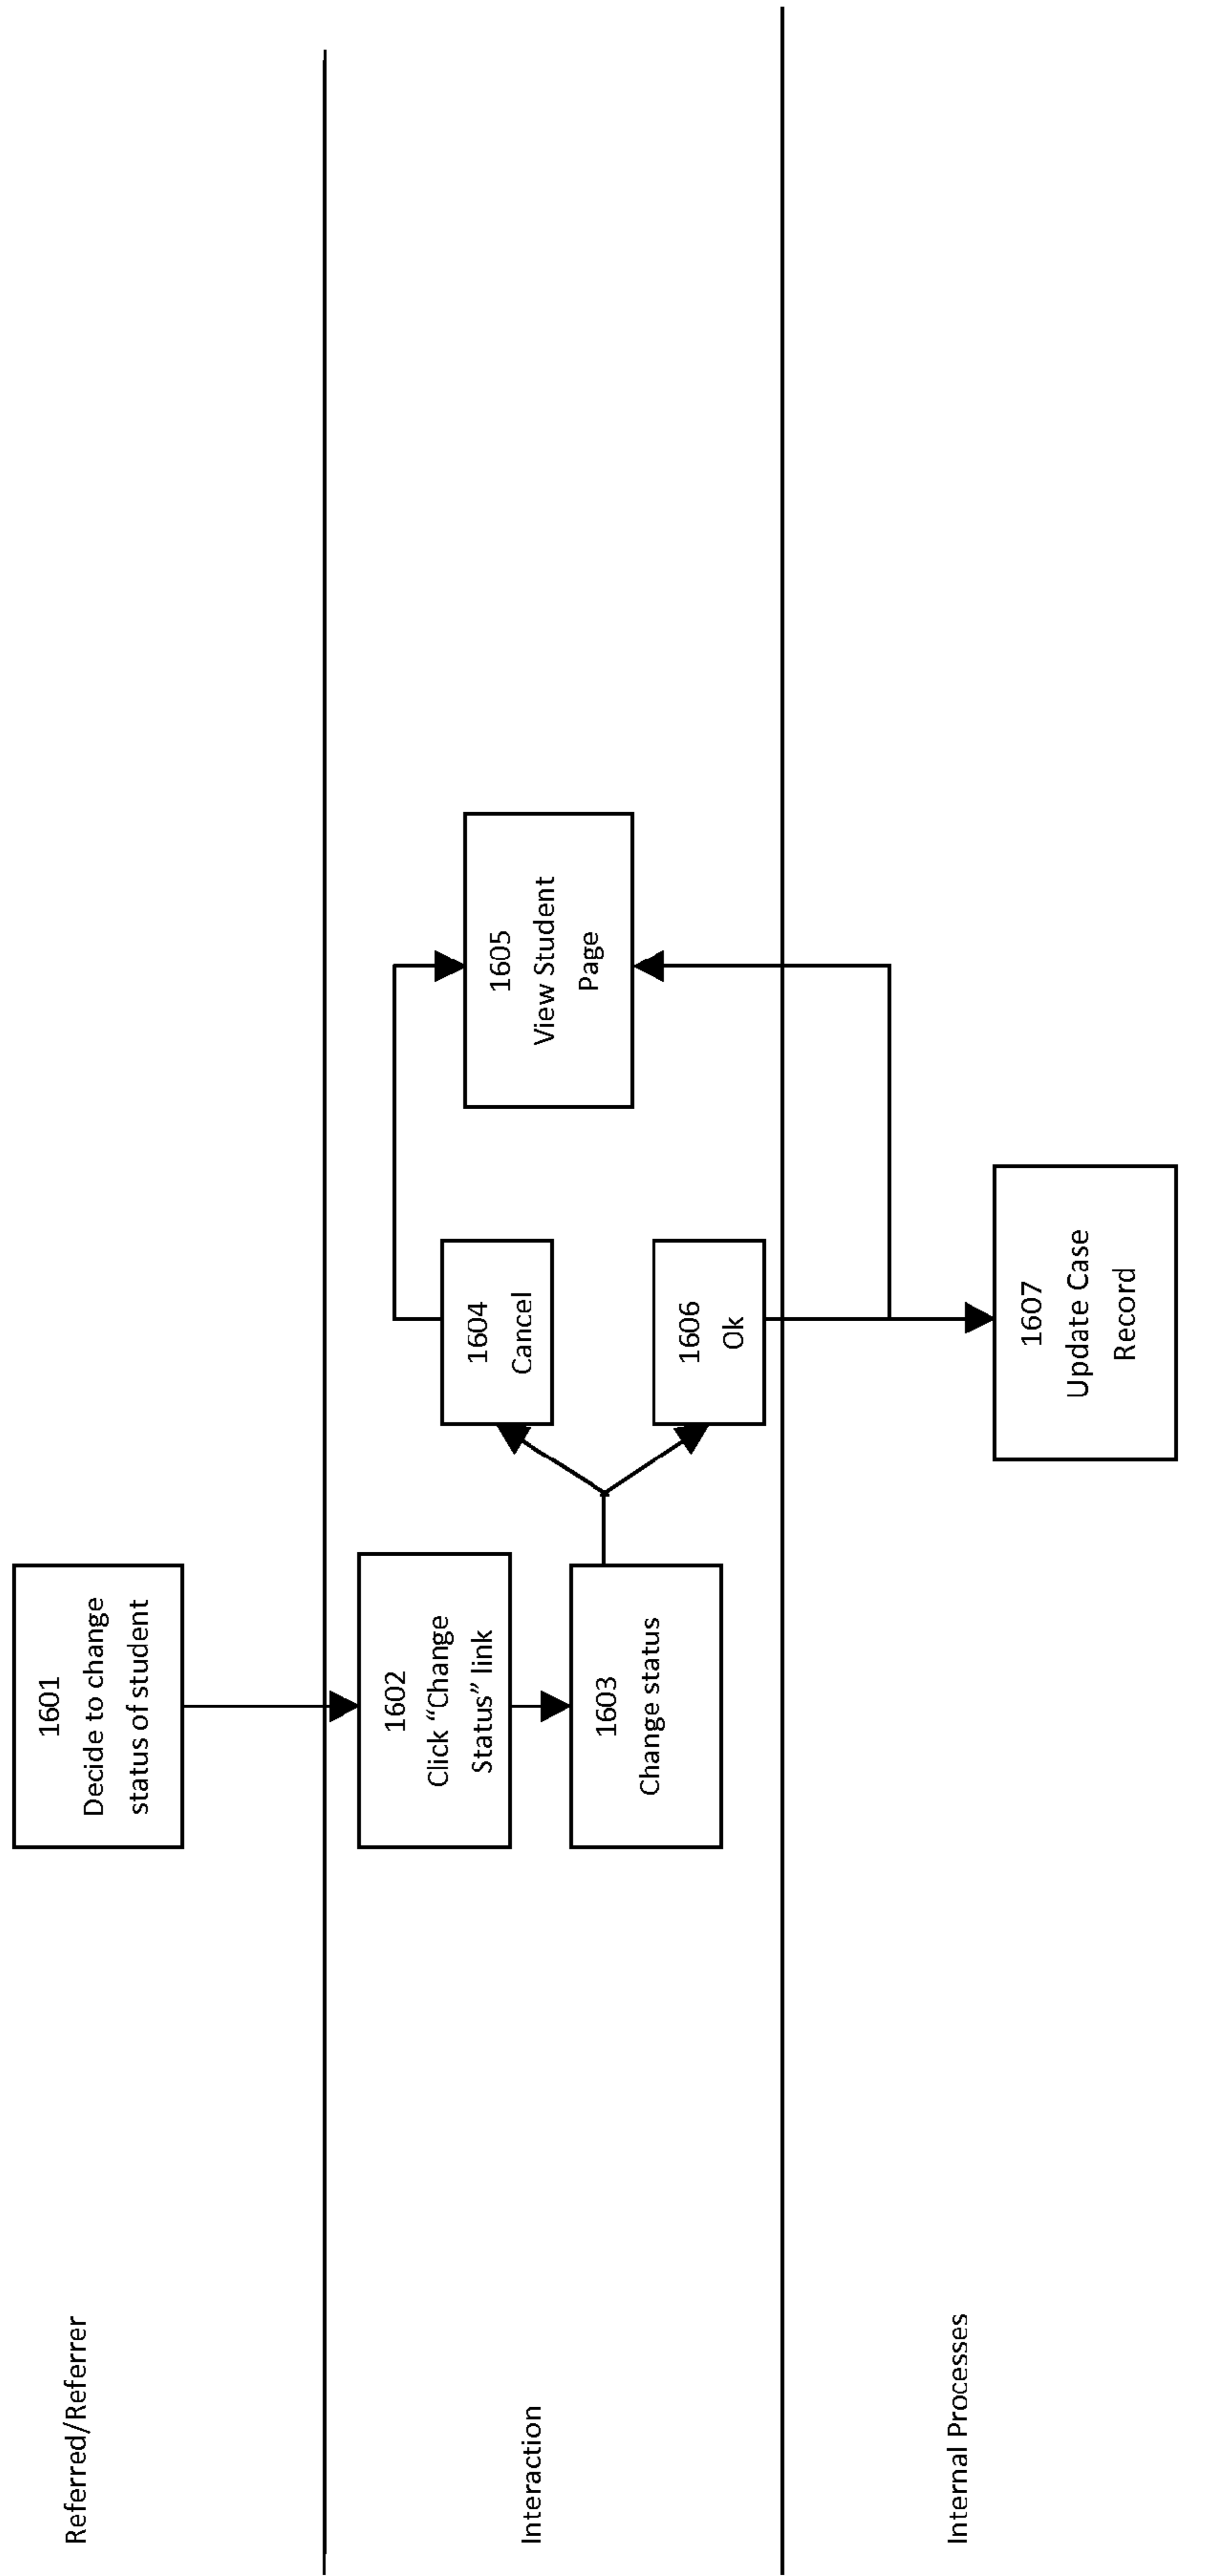 Referred/Referrer
1601
Decide to change
status of student
Interaction
1602
Click “Change
Status” link
1603
Change status
1604
Cancel
1606
Ok
1605
View Student
Page
Internal Processes
1607
Update Case
Record